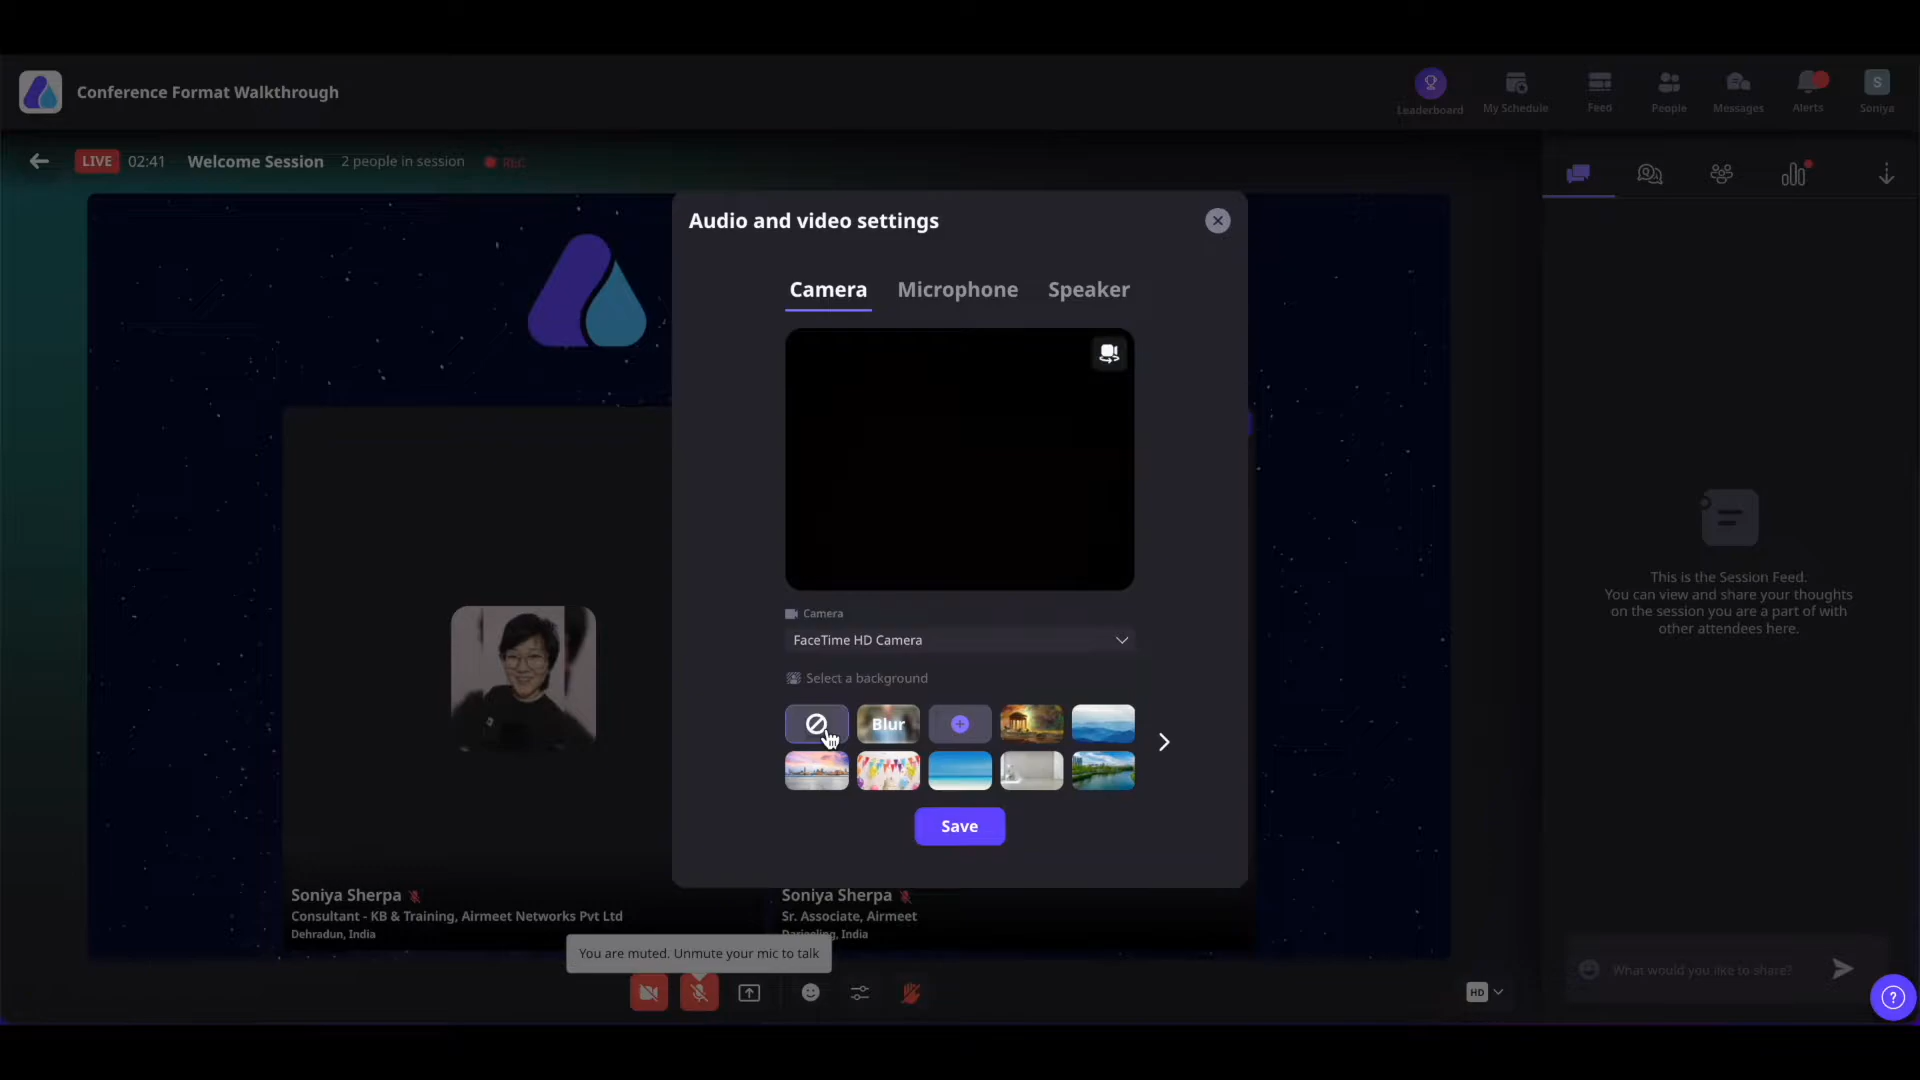 Conference Format Walkthrough
Leaderboard
My Schedule
Feed
People
Messages
Alerts
S
Soniya
LIVE 02:41 Welcome Session 2 people in session REC
Audio and video settings
Camera Microphone Speaker
Camera
FaceTime HD Camera
Select a background
Blur
Save
This is the Session Feed.
You can view and share your thoughts
on the session you are a part of with
other attendees here.
Soniya Sherpa
Consultant - KB & Training, Airmeet Networks Pvt Ltd
Dehradun, India
Soniya Sherpa
Sr. Associate, Airmeet
Darjeeling, India
You are muted. Unmute your mic to talk
What would you like to share?
HD
?